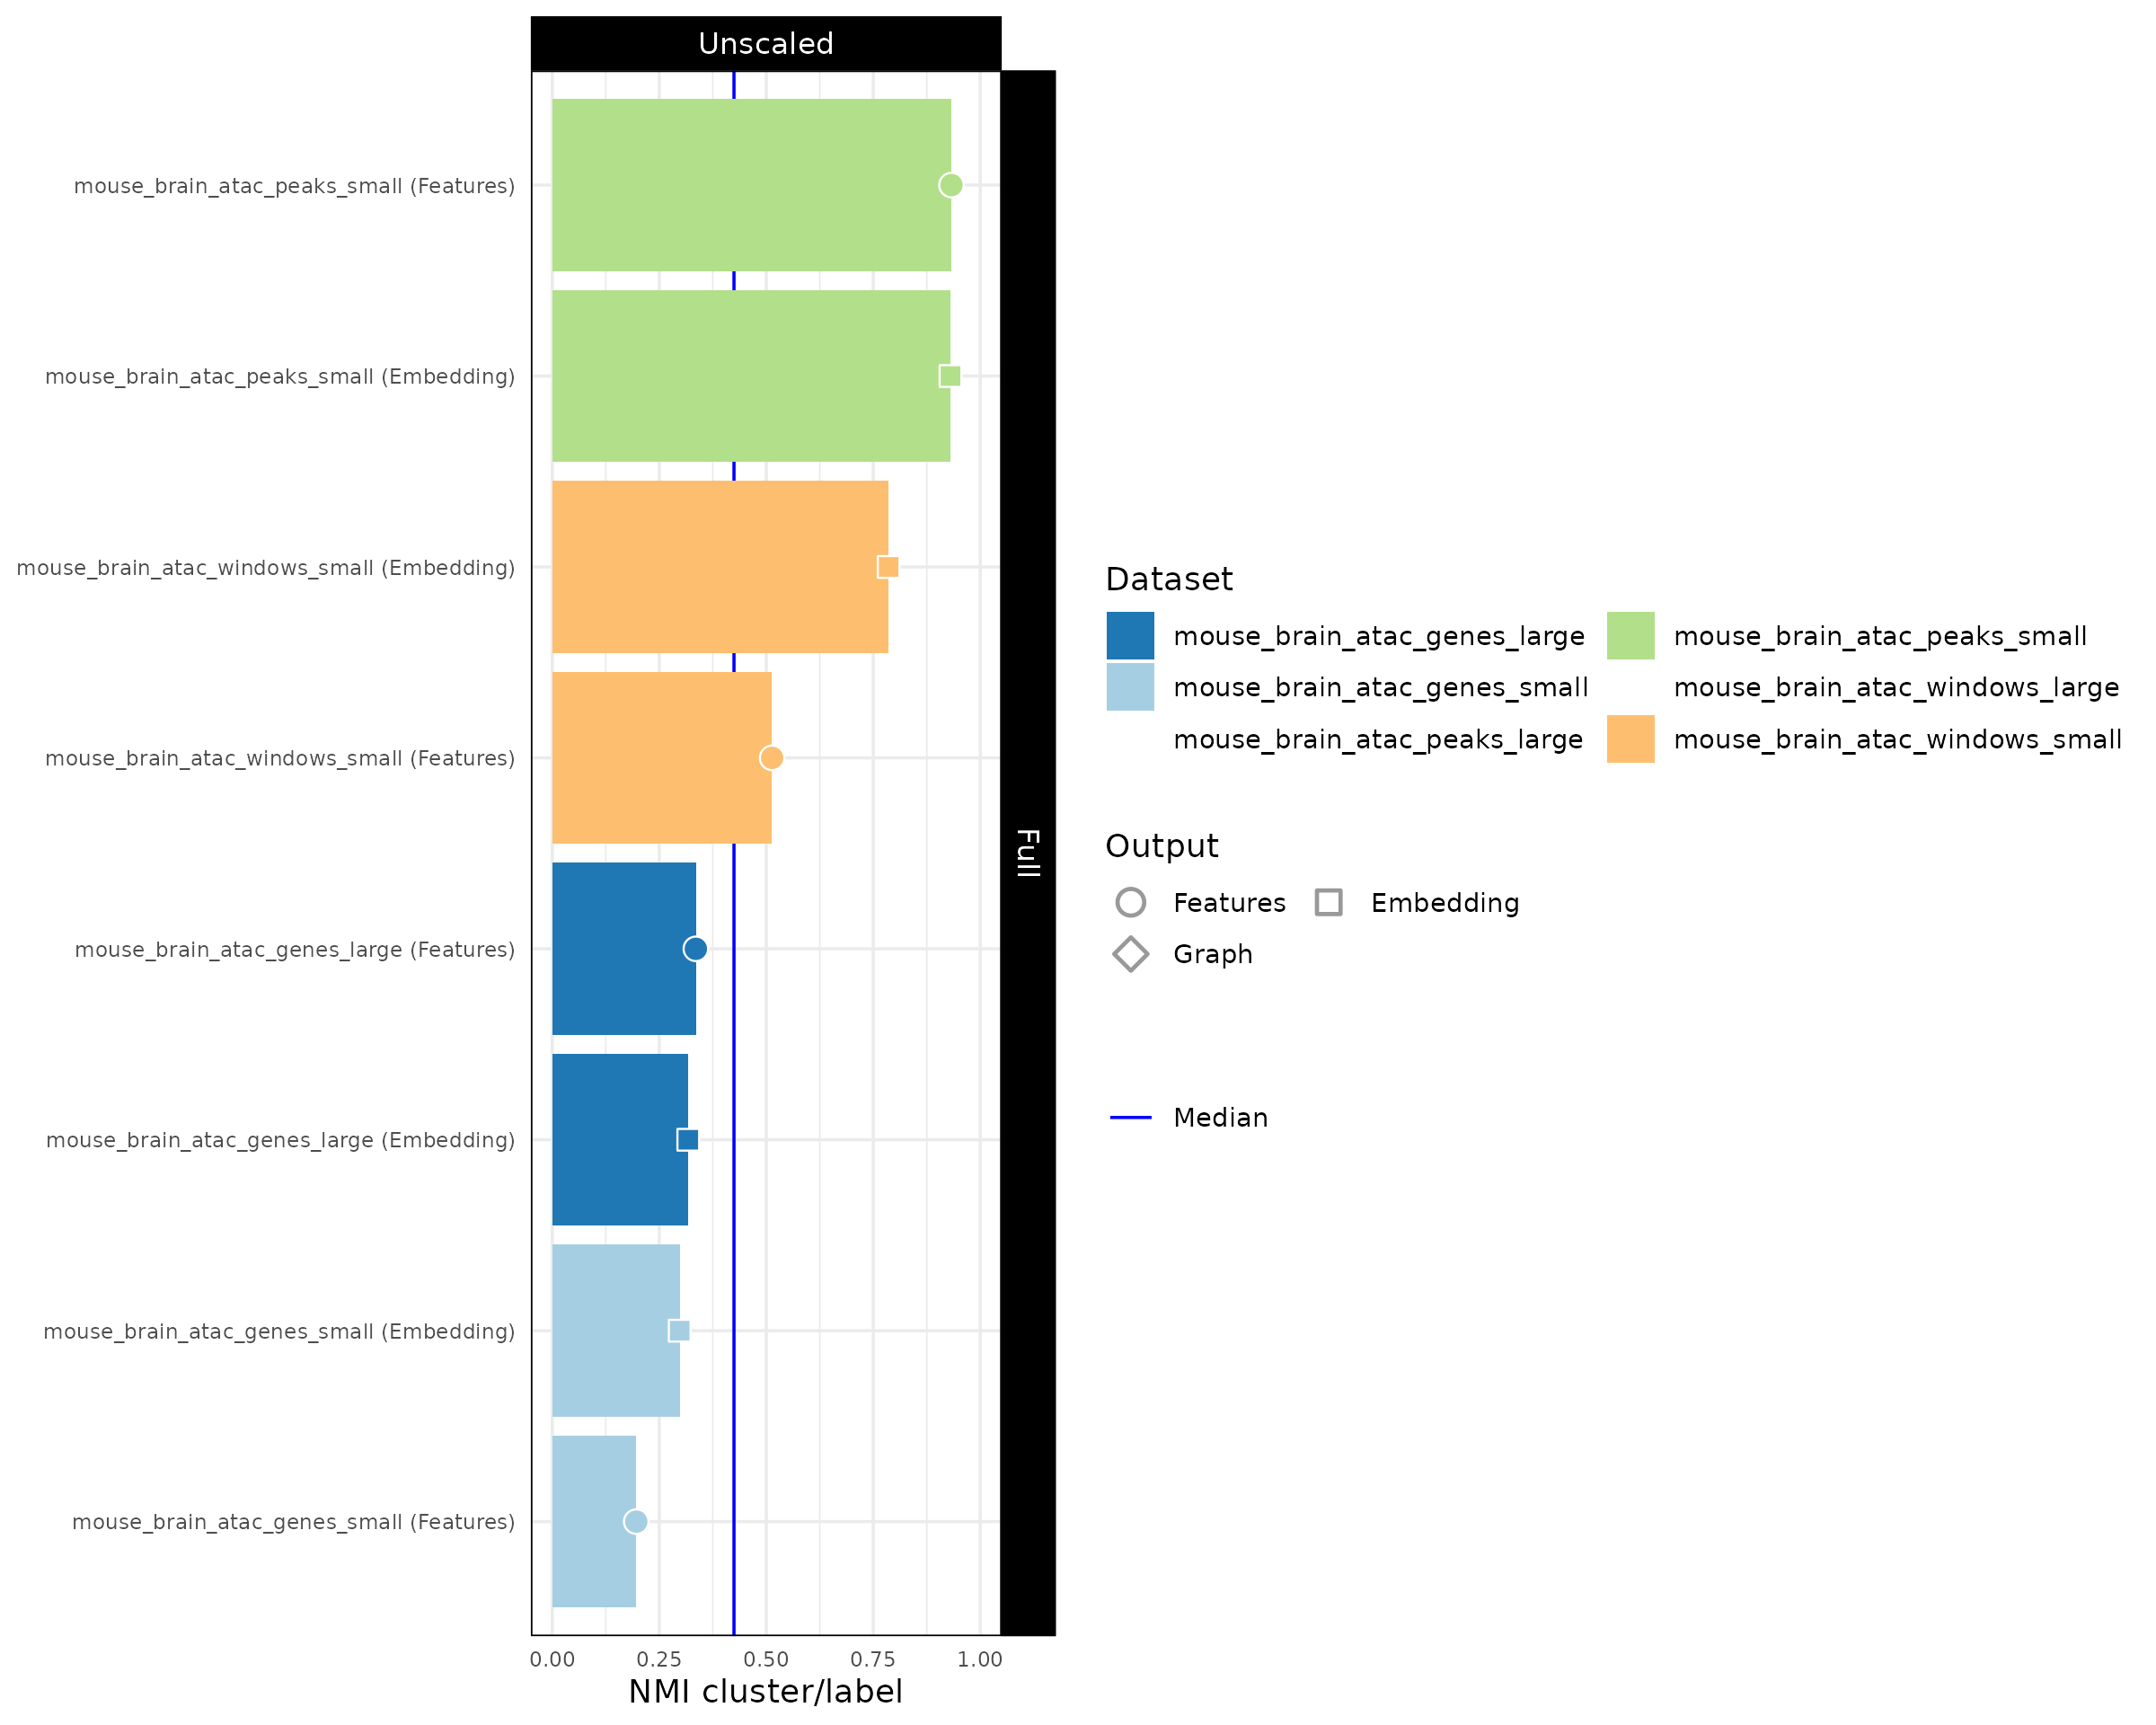 Unscaled
mouse_brain_atac_peaks_small (Features)
mouse_brain_atac_peaks_small (Embedding)
mouse_brain_atac_windows_small (Embedding)
mouse_brain_atac_windows_small (Features)
mouse_brain_atac_genes_large (Features)
mouse_brain_atac_genes_large (Embedding)
mouse_brain_atac_genes_small (Embedding)
mouse_brain_atac_genes_small (Features)
Full
0.00 0.25 0.50 0.75 1.00
NMI cluster/label
Dataset
mouse_brain_atac_genes_large mouse_brain_atac_peaks_small
mouse_brain_atac_genes_small mouse_brain_atac_windows_large
mouse_brain_atac_peaks_large mouse_brain_atac_windows_small
Output
Features Embedding
Graph
Median